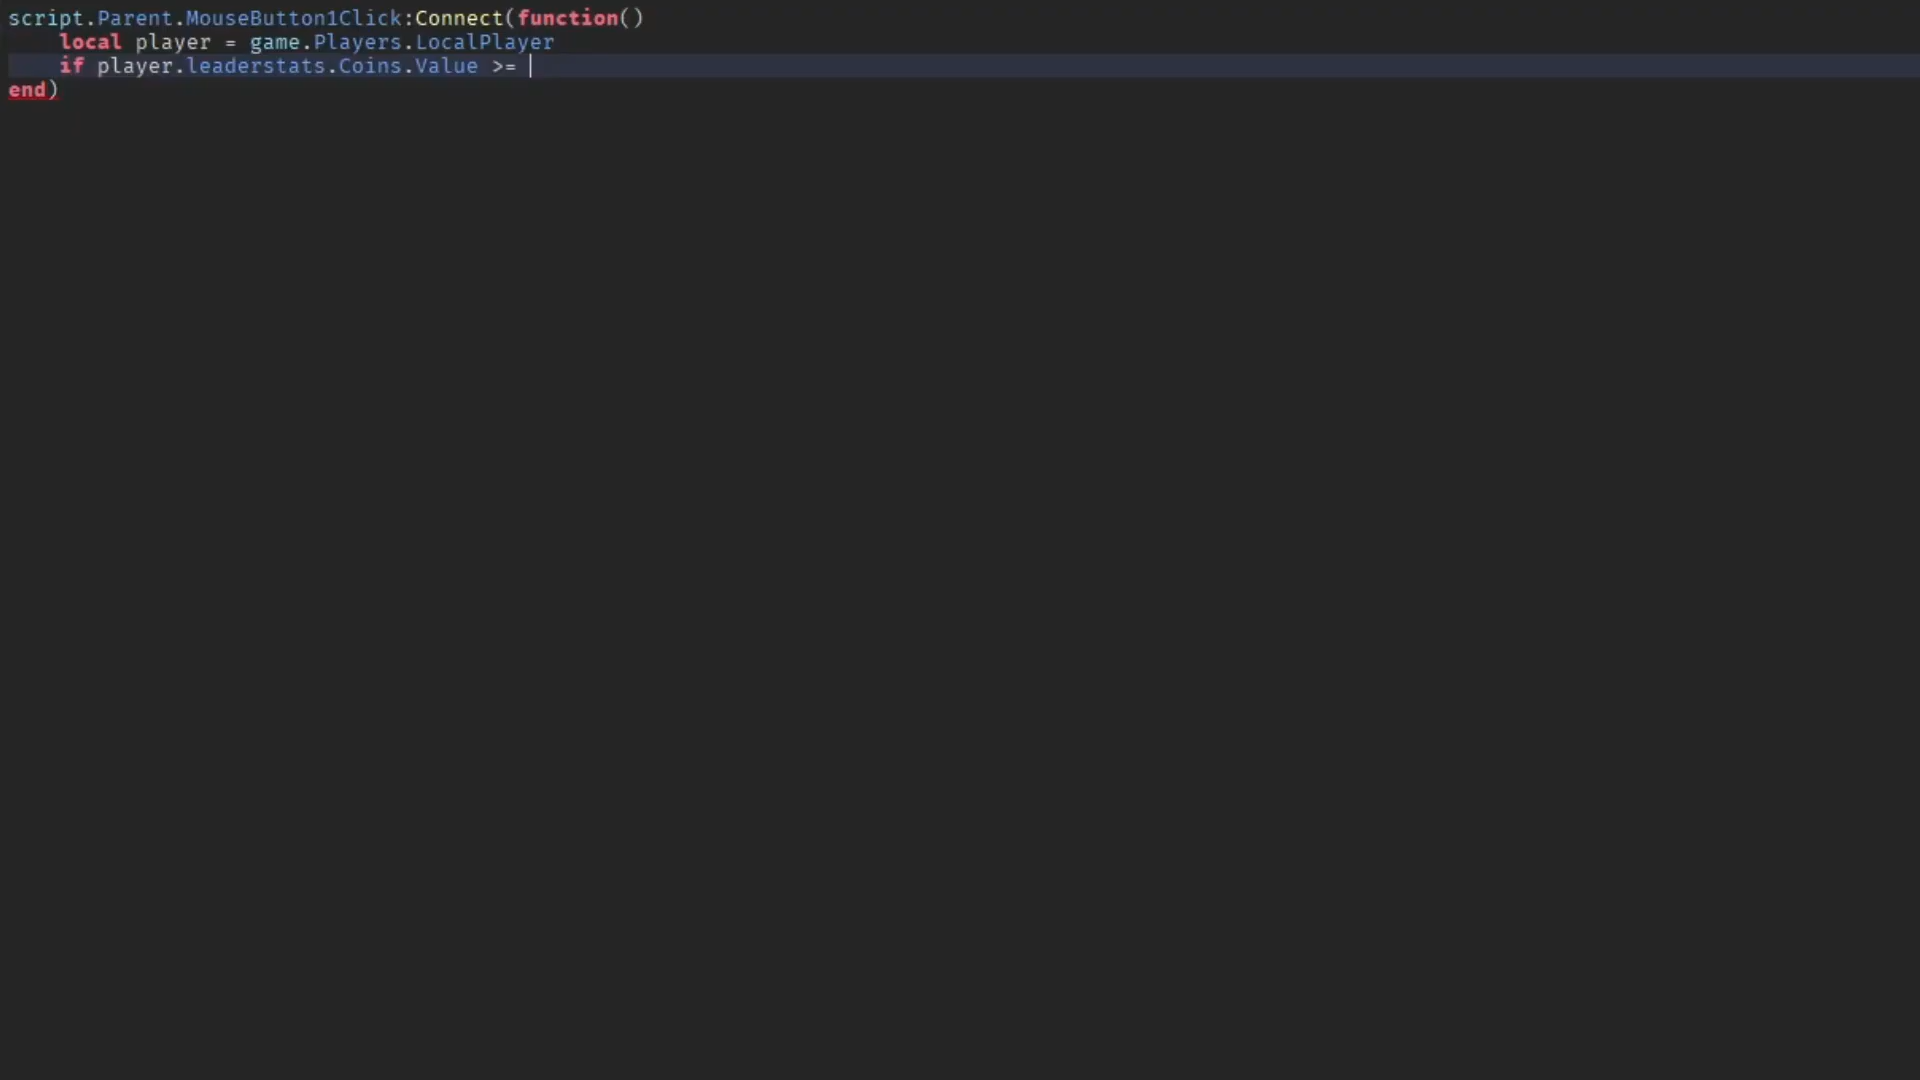 script.Parent.MouseButton1Click:Connect(function()
    local player = game.Players.LocalPlayer
    if player.leaderstats.Coins.Value >=
end)